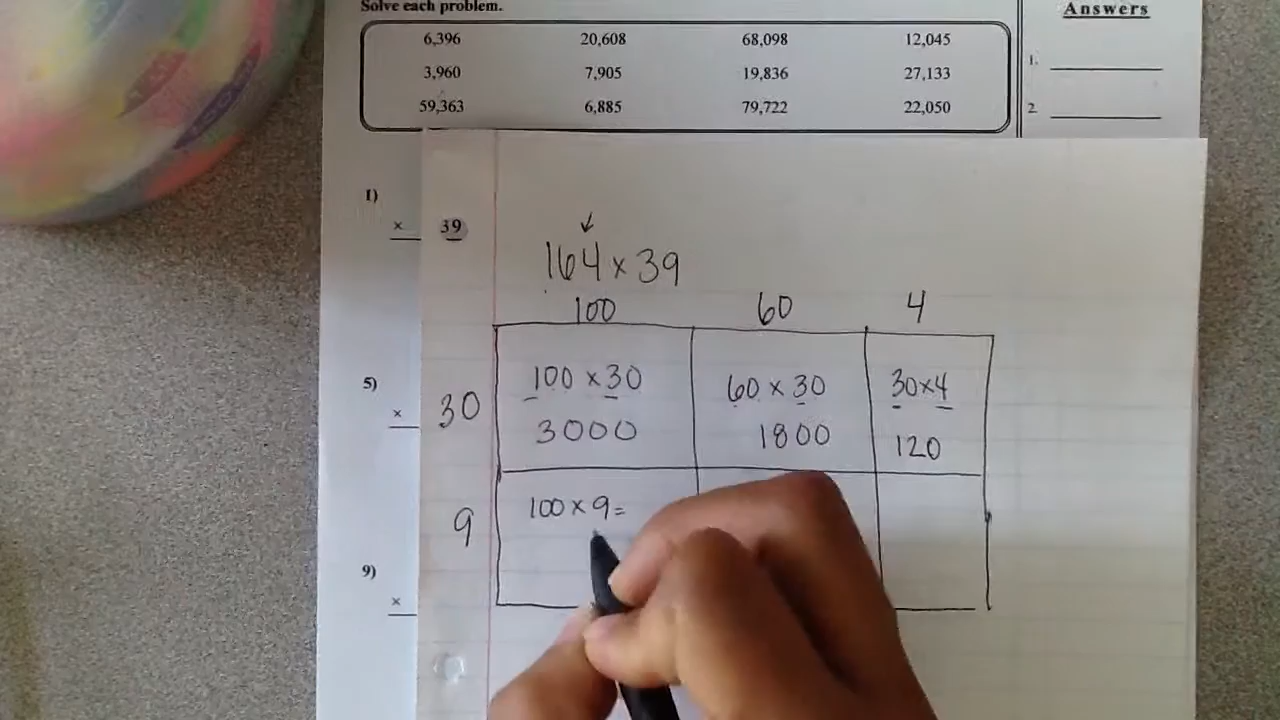 Solve each problem.
Answers
6,396 20,608 68,098 12,045
3,960 7,905 19,836 27,133
59,363 6,885 79,722 22,050
1.
2.
1)
× 39
164 × 39
100 60 4
30
100 × 30 60 × 30 30×4
3000 1800 120
5)
×
9
100 × 9 =
9)
×